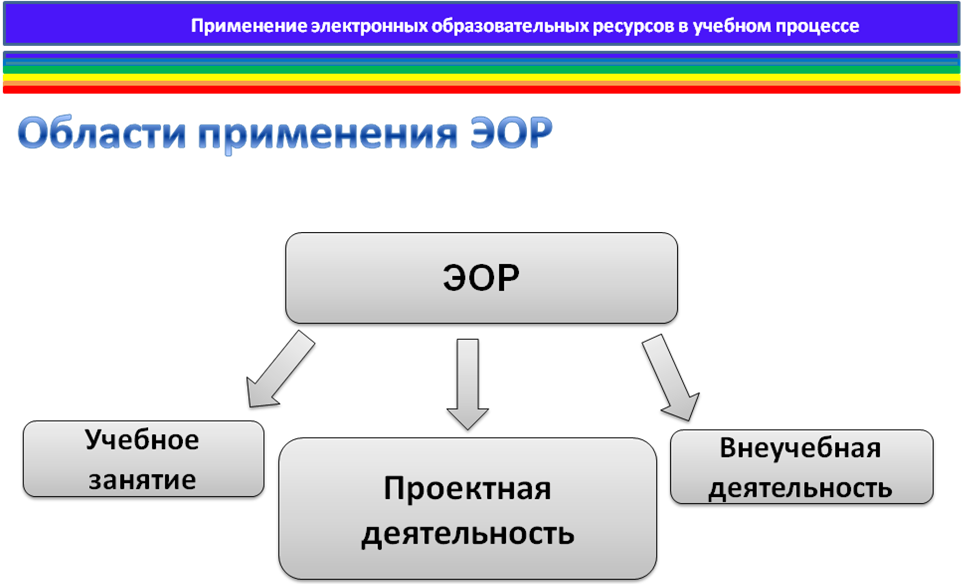 Применение электронных образовательных ресурсов в учебном процессе
Области применения ЭОР
ЭОР
Учебное
занятие
Проектная
деятельность
Внеучебная
деятельность